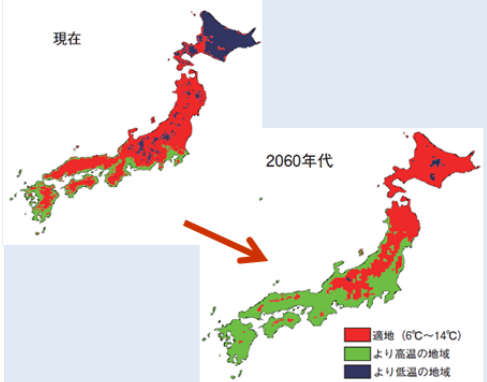 現在
2060年代
適地 (6℃～14℃)
より高温の地域
より低温の地域